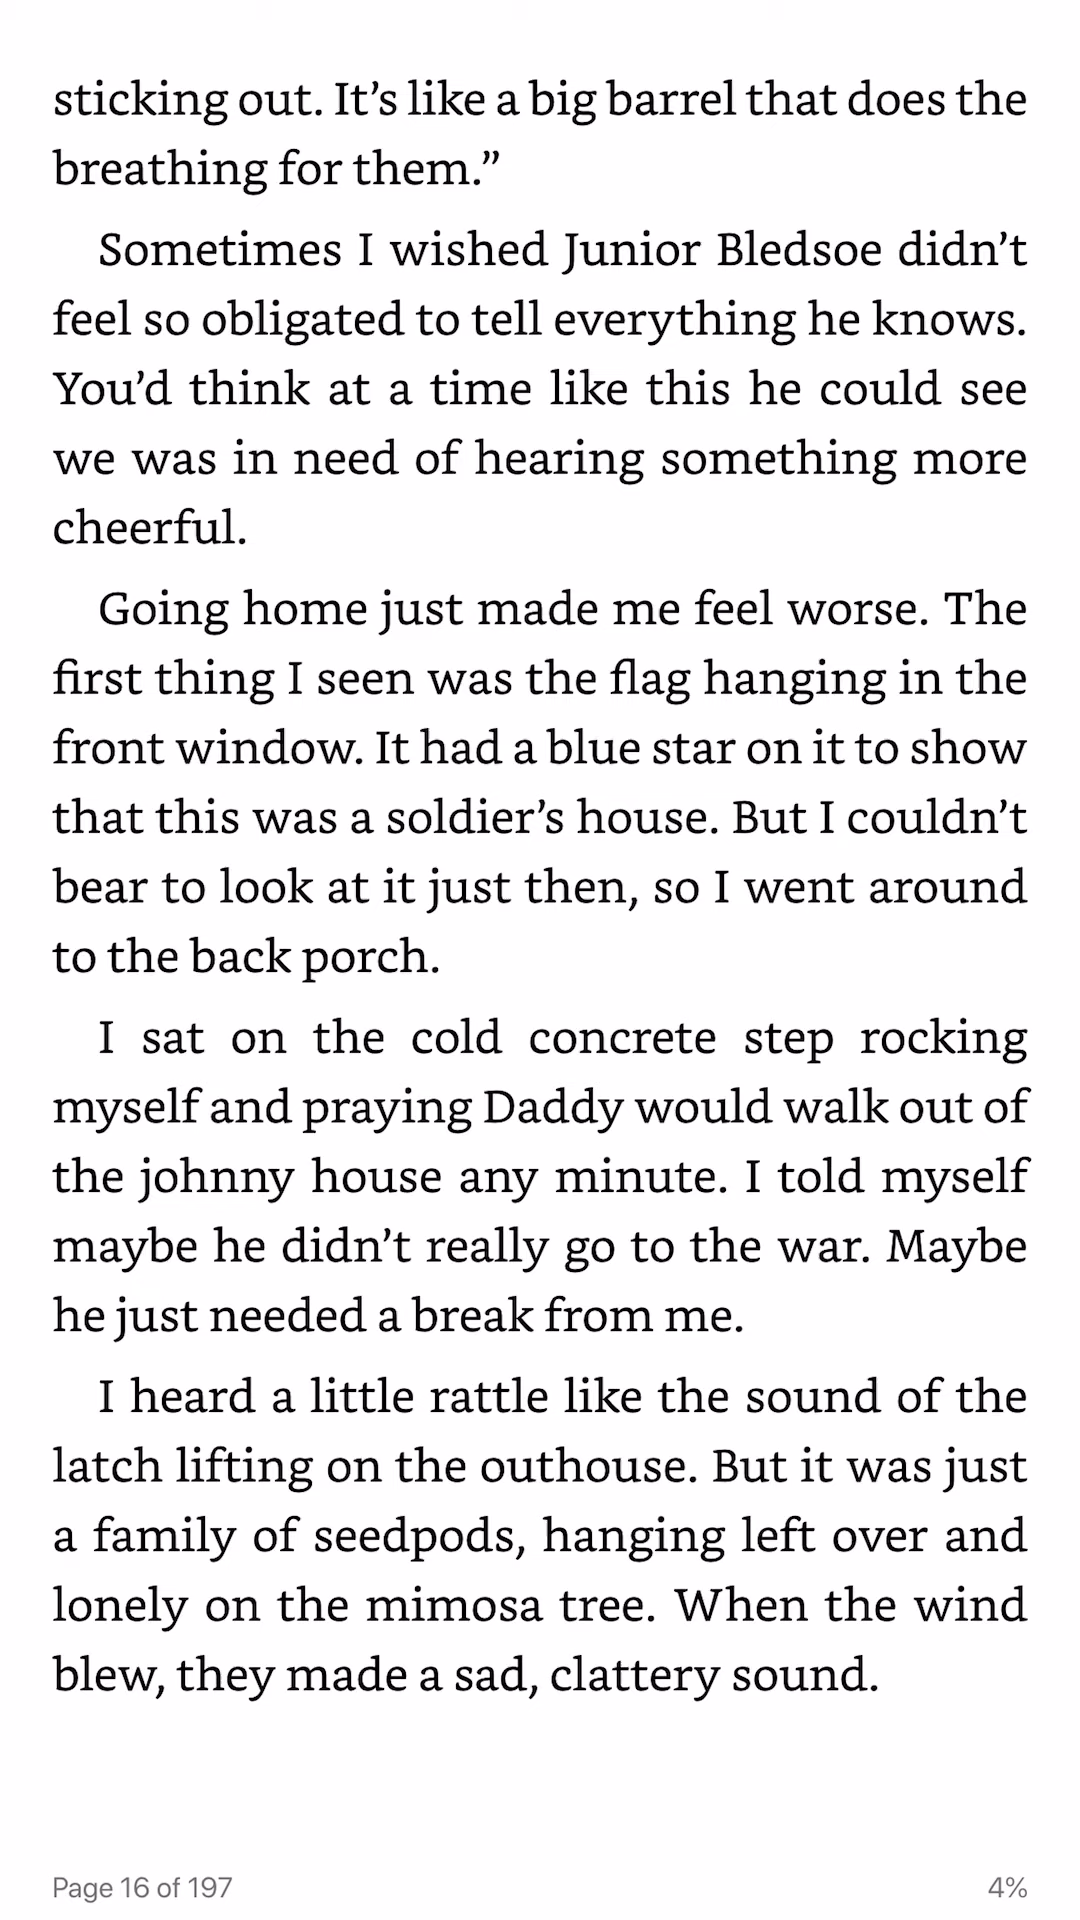 sticking out. It’s like a big barrel that does the
breathing for them.”
Sometimes I wished Junior Bledsoe didn’t
feel so obligated to tell everything he knows.
You’d think at a time like this he could see
we was in need of hearing something more
cheerful.
Going home just made me feel worse. The
first thing I seen was the flag hanging in the
front window. It had a blue star on it to show
that this was a soldier’s house. But I couldn’t
bear to look at it just then, so I went around
to the back porch.
I sat on the cold concrete step rocking
myself and praying Daddy would walk out of
the johnny house any minute. I told myself
maybe he didn’t really go to the war. Maybe
he just needed a break from me.
I heard a little rattle like the sound of the
latch lifting on the outhouse. But it was just
a family of seedpods, hanging left over and
lonely on the mimosa tree. When the wind
blew, they made a sad, clattery sound.
Page 16 of 197
4%